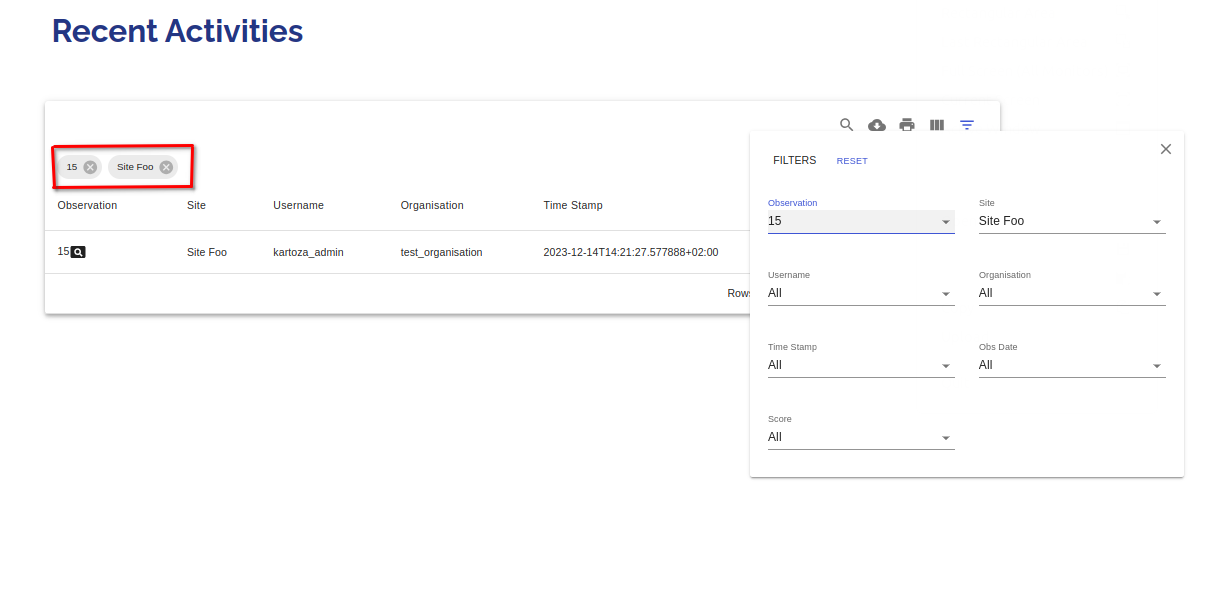 Recent Activities
15 Site Foo
Observation Site Username Organisation Time Stamp
15 Site Foo kartoza_admin test_organisation 2023-12-14T14:21:27.577888+02:00
Rows
FILTERS RESET
Observation Site
15 Site Foo
Username Organisation
All All
Time Stamp Obs Date
All All
Score
All